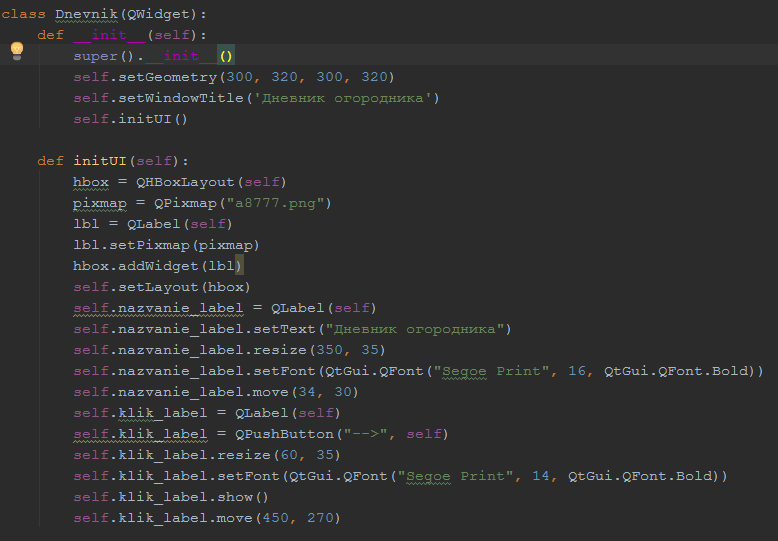 class Dnevnik(QWidget):
    def __init__(self):
        super().__init__()
        self.setGeometry(300, 320, 300, 320)
        self.setWindowTitle('Дневник огородника')
        self.initUI()

    def initUI(self):
        hbox = QHBoxLayout(self)
        pixmap = QPixmap("a8777.png")
        lbl = QLabel(self)
        lbl.setPixmap(pixmap)
        hbox.addWidget(lbl)
        self.setLayout(hbox)
        self.nazvanie_label = QLabel(self)
        self.nazvanie_label.setText("Дневник огородника")
        self.nazvanie_label.resize(350, 35)
        self.nazvanie_label.setFont(QtGui.QFont("Segoe Print", 16, QtGui.QFont.Bold))
        self.nazvanie_label.move(34, 30)
        self.klik_label = QLabel(self)
        self.klik_label = QPushButton("-->", self)
        self.klik_label.resize(60, 35)
        self.klik_label.setFont(QtGui.QFont("Segoe Print", 14, QtGui.QFont.Bold))
        self.klik_label.show()
        self.klik_label.move(450, 270)